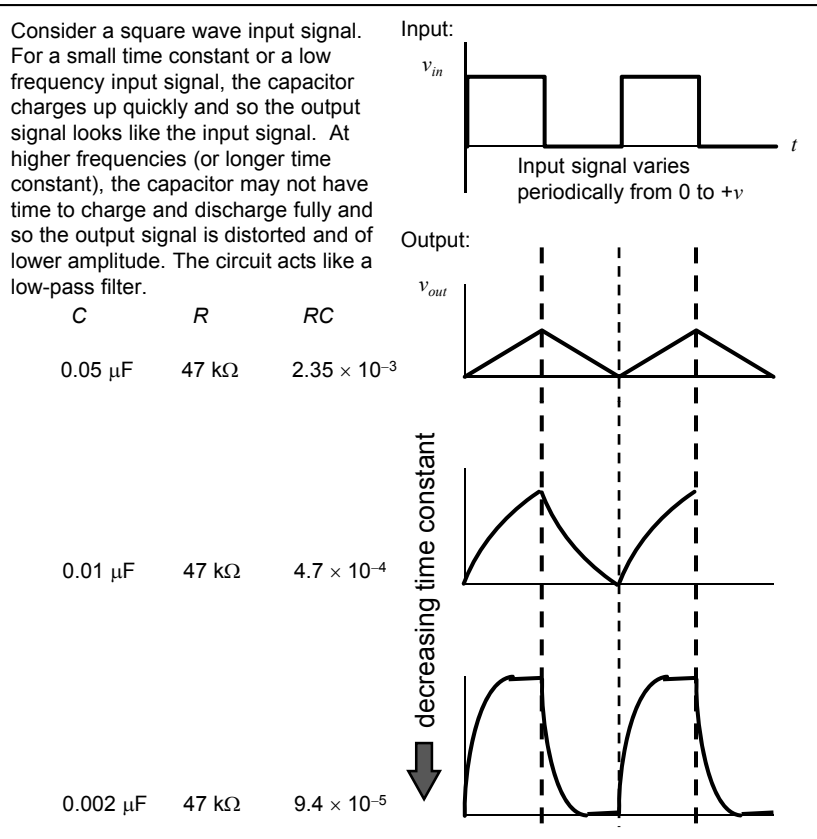 Consider a square wave input signal.
For a small time constant or a low
frequency input signal, the capacitor
charges up quickly and so the output
signal looks like the input signal. At
higher frequencies (or longer time
constant), the capacitor may not have
time to charge and discharge fully and
so the output signal is distorted and of
lower amplitude. The circuit acts like a
low-pass filter.
Input:
v_in
t
Input signal varies
periodically from 0 to +v
Output:
v_out
C R RC
0.05 μF 47 kΩ 2.35 × 10⁻³
0.01 μF 47 kΩ 4.7 × 10⁻⁴
0.002 μF 47 kΩ 9.4 × 10⁻⁵
decreasing time constant